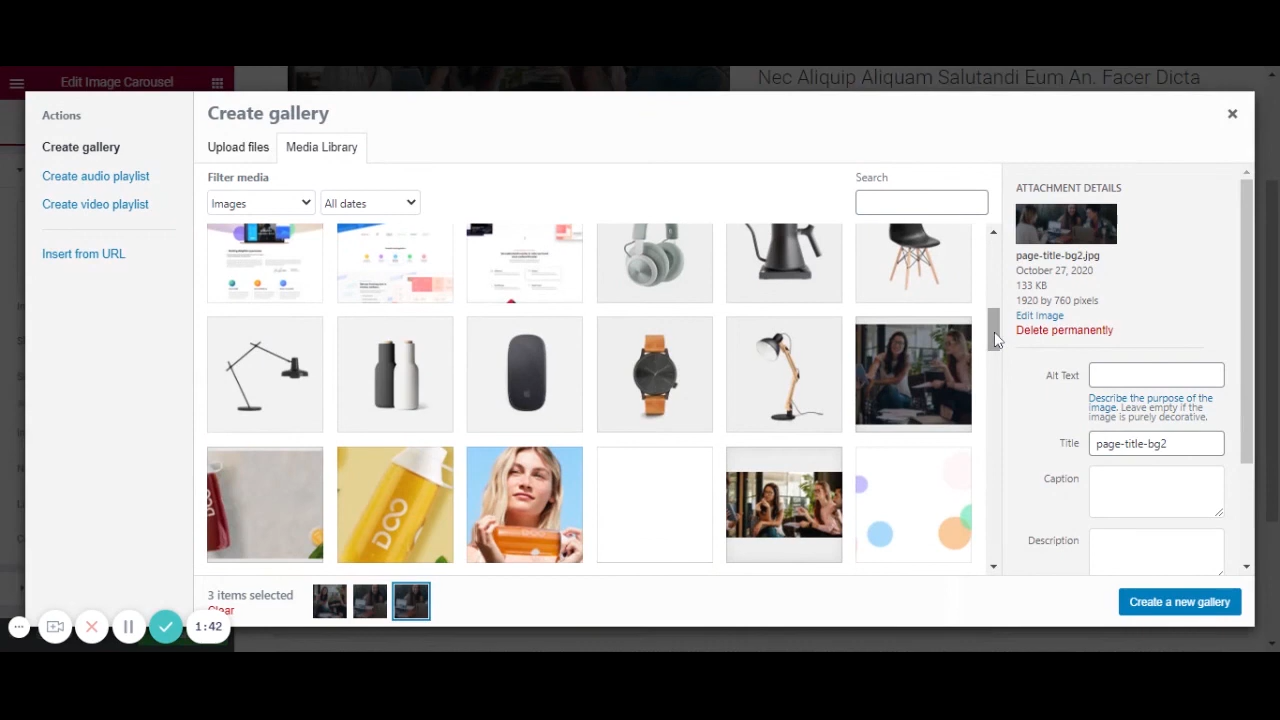 Edit Image Carousel
Nec Aliquip Aliquam Salutandi Eum An. Facer Dicta
Actions
Create gallery
Create audio playlist
Create video playlist
Insert from URL
Create gallery
Upload files
Media Library
Filter media
Images
All dates
Search
DOO
ATTACHMENT DETAILS
page-title-bg2.jpg
October 27, 2020
133 KB
1920 by 760 pixels
Edit Image
Delete permanently
Alt Text
Describe the purpose of the
image. Leave empty if the
image is purely decorative.
Title
page-title-bg2
Caption
Description
3 items selected
Clear
Create a new gallery
1:42